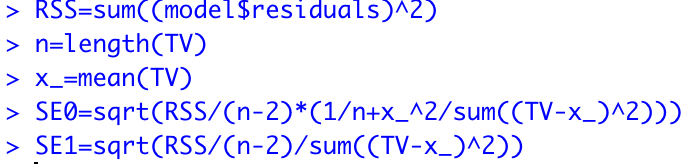 > RSS=sum((model$residuals)^2)
> n=length(TV)
> x_=mean(TV)
> SE0=sqrt(RSS/(n-2)*(1/n+x_^2/sum((TV-x_)^2)))
> SE1=sqrt(RSS/(n-2)/sum((TV-x_)^2))